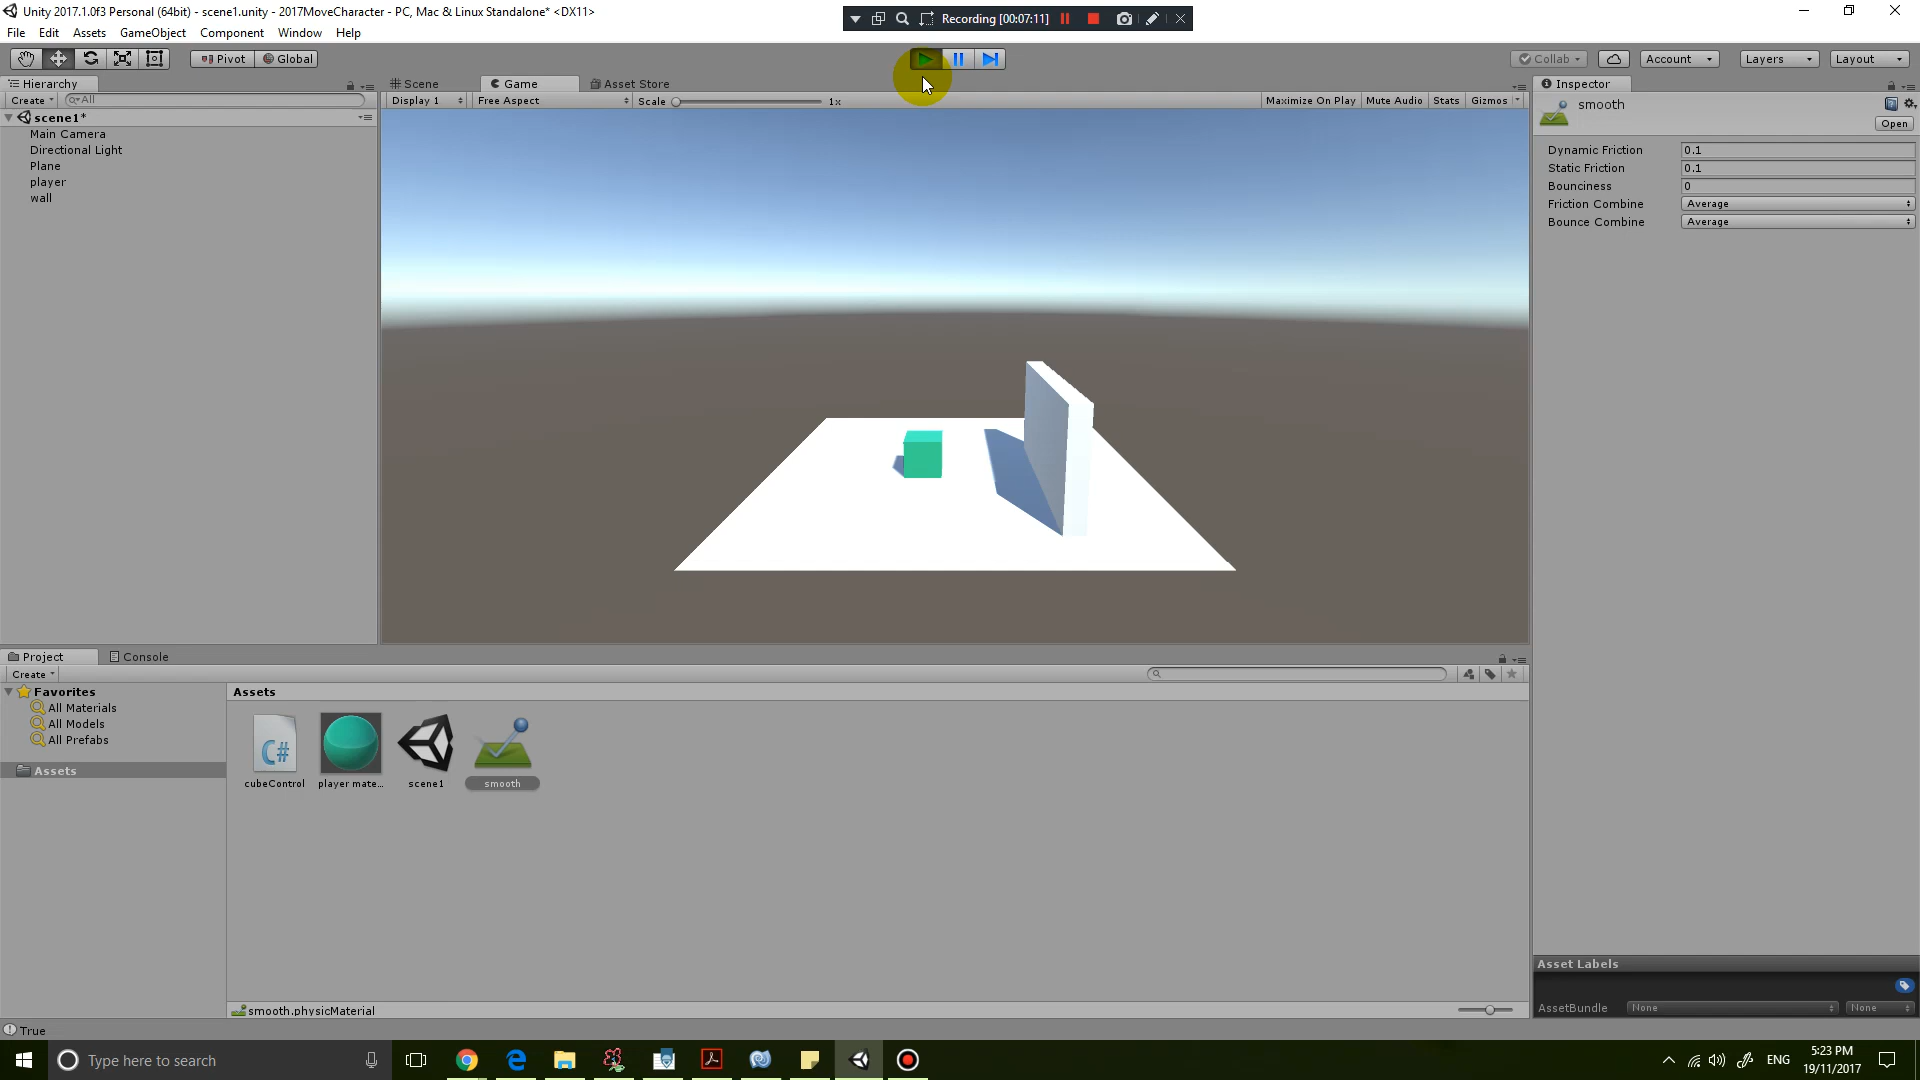 Unity 2017.1.0f3 Personal (64bit) - scene1.unity - 2017MoveCharacter - PC, Mac & Linux Standalone* <DX11>
Recording [00:07:11]
File Edit Assets GameObject Component Window Help
Pivot Global
Collab Account Layers Layout
Hierarchy
Create All
scene1*
Main Camera
Directional Light
Plane
player
wall
Scene Game Asset Store
Display 1 Free Aspect Scale 1x Maximize On Play Mute Audio Stats Gizmos
Inspector
smooth
Open
Dynamic Friction 0.1
Static Friction 0.1
Bounciness 0
Friction Combine Average
Bounce Combine Average
Project Console
Create
Favorites
All Materials
All Models
All Prefabs
Assets
Assets
C#
cubeControl player mate... scene1 smooth
smooth.physicMaterial
Asset Labels
AssetBundle None None
True
Type here to search
ENG
5:23 PM
19/11/2017